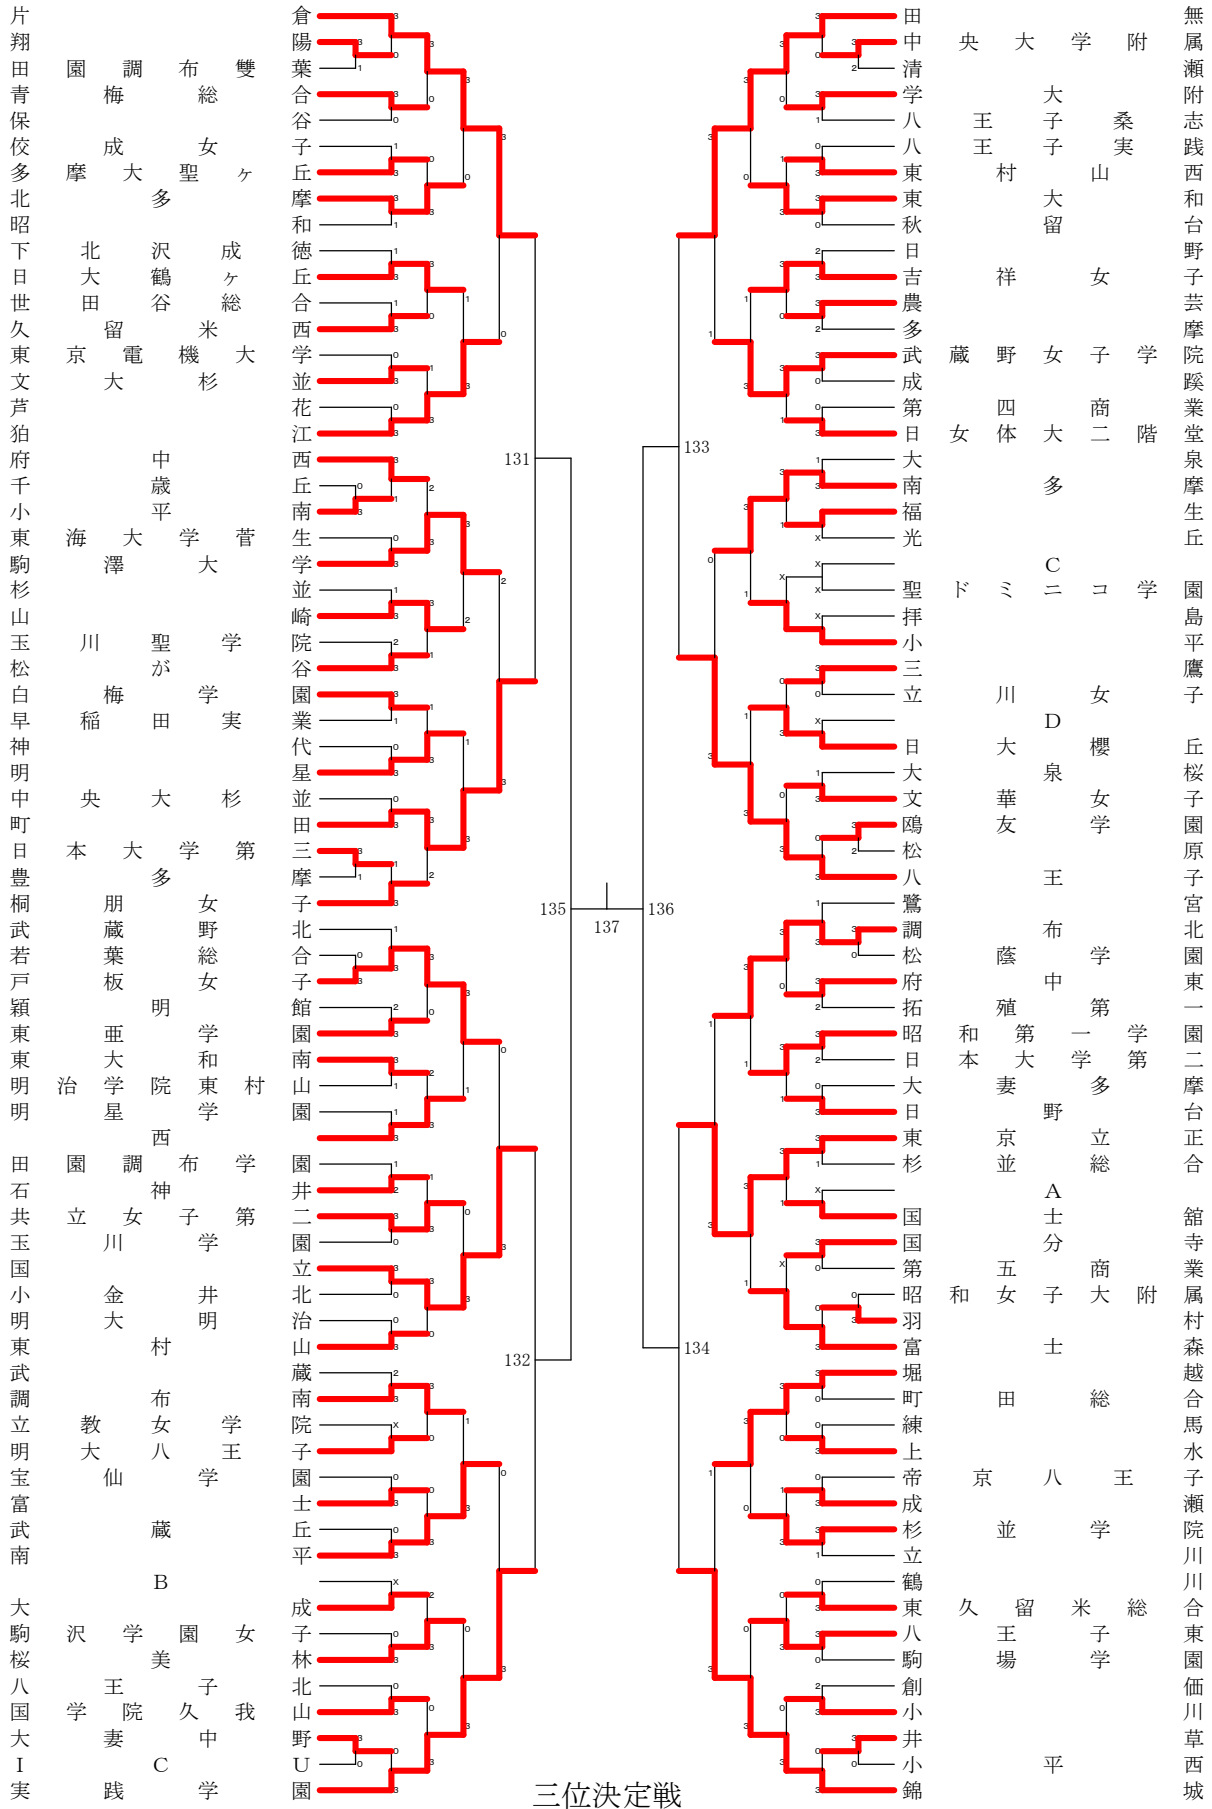 片倉
翔陽
田園調布雙葉
青梅総合
保谷
佼成女子
多摩大聖ヶ丘
北多摩
昭和
下北沢成徳
日大鶴ヶ丘
世田谷総合
久留米西
東京電機大学
文大杉並
芦花
狛江
府中西
千歳丘
小平南
東海大学菅生
駒澤大学
杉並
山崎
玉川聖学院
松が谷
白梅学園
早稲田実業
神代
明星
中央大杉並
町田
日本大学第三
豊多摩
桐朋女子
武蔵野北
若葉総合
戸板女子
穎明館
東亜学園
東大和南
明治学院東村山
明星学園
西
田園調布学園
石神井
共立女子第二
玉川学園
国立
小金井北
明大明治
東村山
武蔵
調布南
立教女学院
明大八王子
宝仙学園
富士
武蔵丘
南平
B
大成
駒沢学園女子
桜美林
八王子北
国学院久我山
大妻中野
ICU
実践学園
131
132
135
137
136
133
134
三位決定戦
田無
中央大学附属
清瀬
学大附
八王子桑志
八王子実践
東村山西
東大和
秋留台
日野
吉祥女子
農芸
多摩
武蔵野女子学院
成蹊
第四商業
日女体大二階堂
大泉
南多摩
福生
光丘
C
聖ドミニコ学園
拝島
小平
三鷹
立川女子
D
日大櫻丘
大泉桜
文華女子
鴎友学園
松原
八王子
鷺宮
調布北
松蔭学園
府中東
拓殖第一
昭和第一学園
日本大学第二
大妻多摩
日野台
東京立正
杉並総合
A
国士舘
国分寺
第五商業
昭和女子大附属
羽村
富士森
堀越
町田総合
練馬
上水
帝京八王子
成瀬
杉並学院
立川
鶴川
東久留米総合
八王子東
駒場学園
創価
小川
井草
小平西
錦城